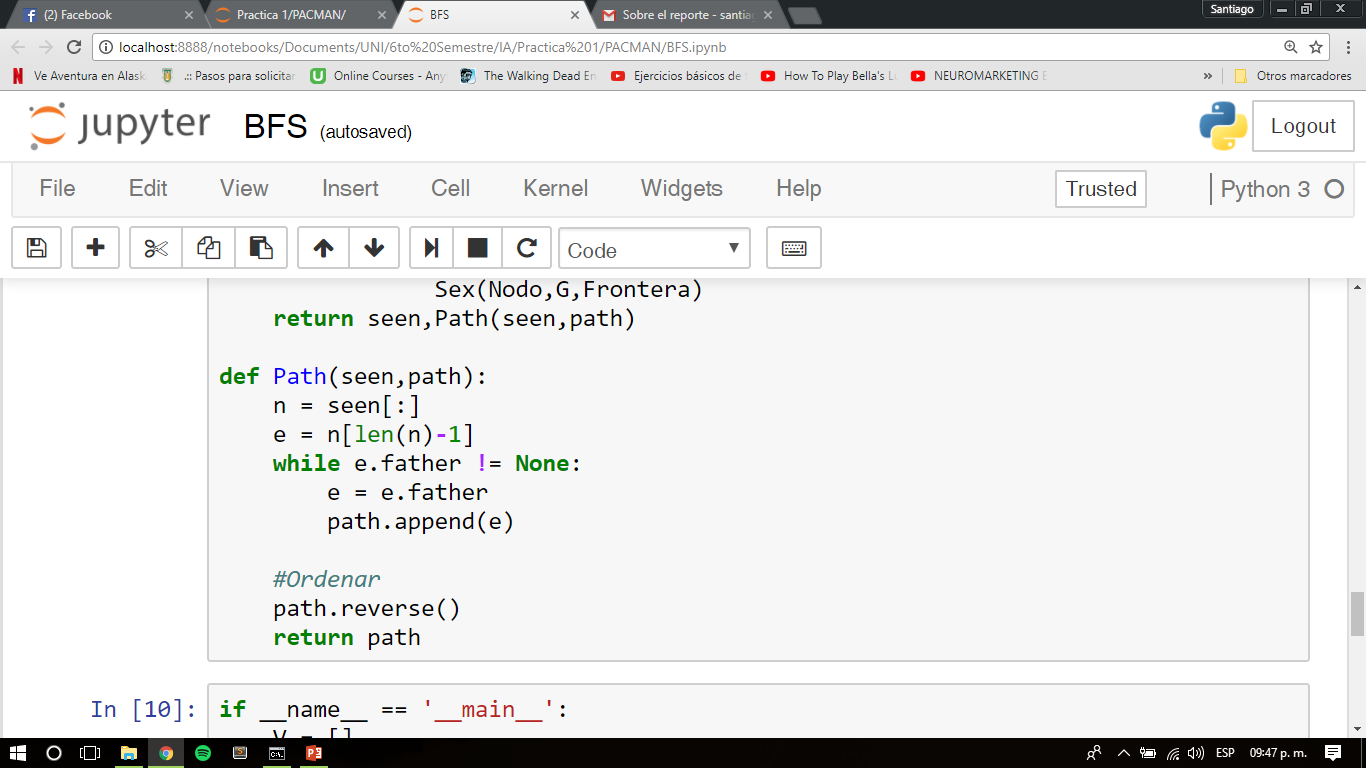 (2) Facebook
Practica 1/PACMAN/
BFS
Sobre el reporte - santia
Santiago
localhost:8888/notebooks/Documents/UNI/6to%20Semestre/IA/Practica%201/PACMAN/BFS.ipynb
Ve Aventura en Alask
.:: Pasos para solicitar
Online Courses - Any
The Walking Dead En
Ejercicios básicos de
How To Play Bella's Lu
NEUROMARKETING E
»
Otros marcadores
jupyter BFS (autosaved)
Logout
File Edit View Insert Cell Kernel Widgets Help
Trusted
Python 3
Code
Sex(Nodo,G,Frontera)
return seen,Path(seen,path)
def Path(seen,path):
n = seen[:]
e = n[len(n)-1]
while e.father != None:
e = e.father
path.append(e)
#Ordenar
path.reverse()
return path
In [10]:
if __name__ == '__main__':
V = []
ESP
09:47 p. m.